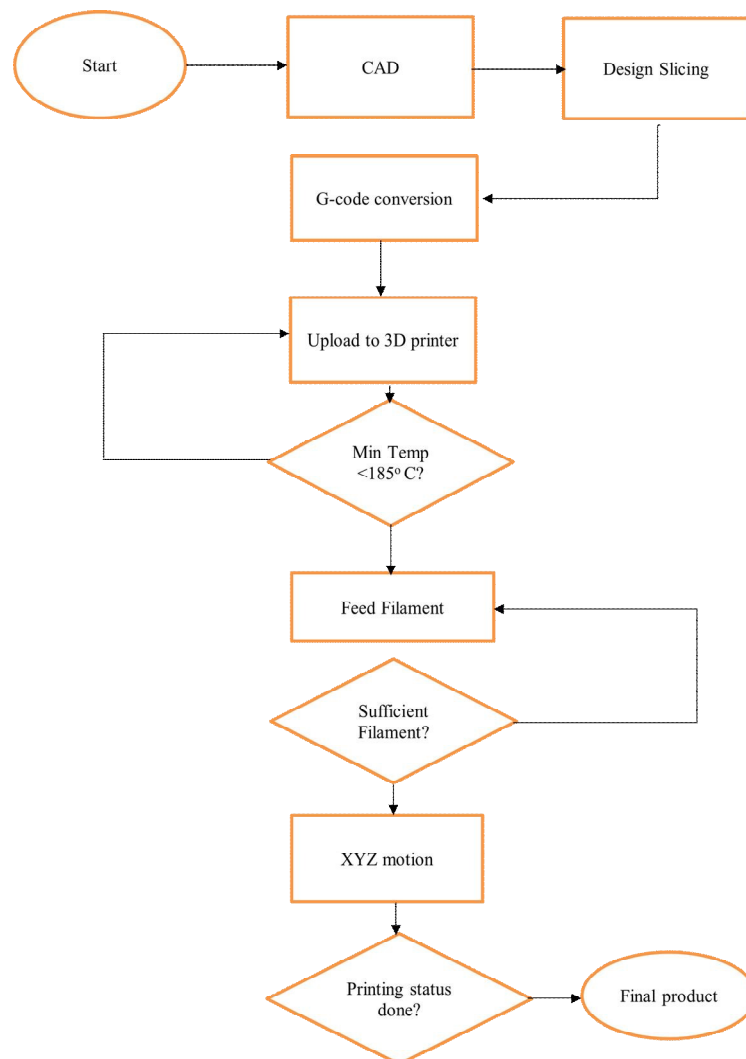 Start
CAD
Design Slicing
G-code conversion
Upload to 3D printer
Min Temp
<185º C?
Feed Filament
Sufficient
Filament?
XYZ motion
Printing status
done?
Final product